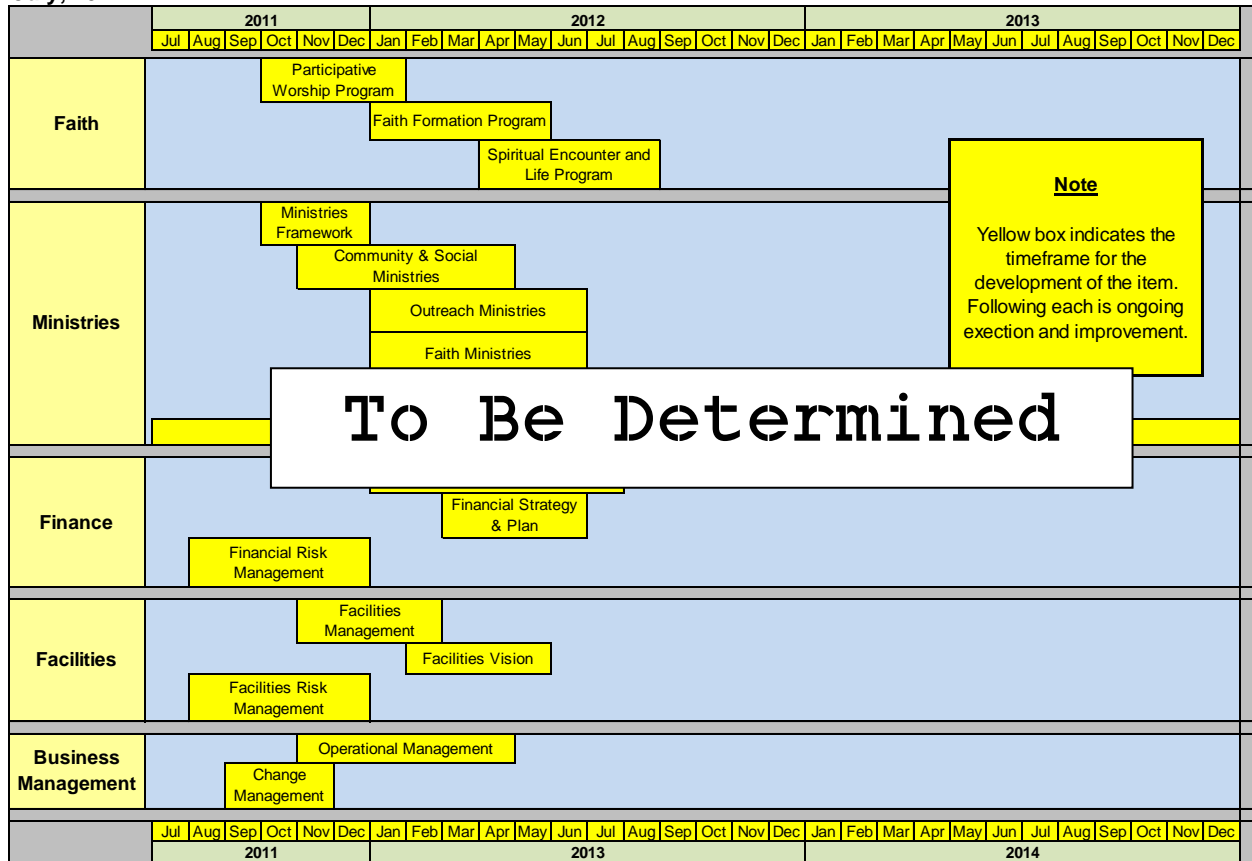 2011 2012 2013
Jul Aug Sep Oct Nov Dec Jan Feb Mar Apr May Jun Jul Aug Sep Oct Nov Dec Jan Feb Mar Apr May Jun Jul Aug Sep Oct Nov Dec
Faith
Participative
Worship Program
Faith Formation Program
Spiritual Encounter and
Life Program
Note
Yellow box indicates the
timeframe for the
development of the item.
Following each is ongoing
exection and improvement.
Ministries
Ministries
Framework
Community & Social
Ministries
Outreach Ministries
Faith Ministries
To Be Determined
Finance
Financial Strategy
& Plan
Financial Risk
Management
Facilities
Facilities
Management
Facilities Vision
Facilities Risk
Management
Business
Management
Operational Management
Change
Management
Jul Aug Sep Oct Nov Dec Jan Feb Mar Apr May Jun Jul Aug Sep Oct Nov Dec Jan Feb Mar Apr May Jun Jul Aug Sep Oct Nov Dec
2011 2013 2014